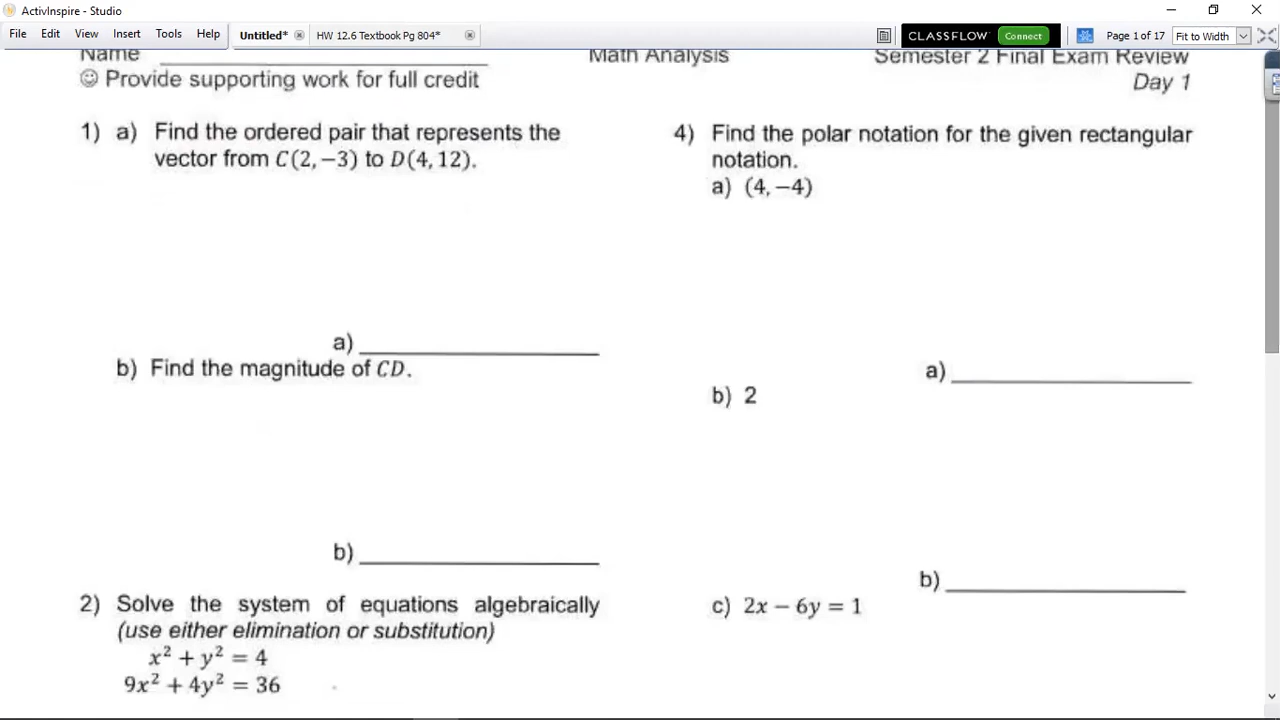 ActivInspire - Studio
File Edit View Insert Tools Help Untitled* HW 12.6 Textbook Pg 804* CLASSFLOW Connect Page 1 of 17 Fit to Width
Name Math Analysis Semester 2 Final Exam Review
☺ Provide supporting work for full credit Day 1
1) a) Find the ordered pair that represents the
vector from C(2, −3) to D(4, 12).
a)
b) Find the magnitude of CD.
b)
2) Solve the system of equations algebraically
(use either elimination or substitution)
x² + y² = 4
9x² + 4y² = 36
4) Find the polar notation for the given rectangular
notation.
a) (4, −4)
a)
b) 2
b)
c) 2x − 6y = 1